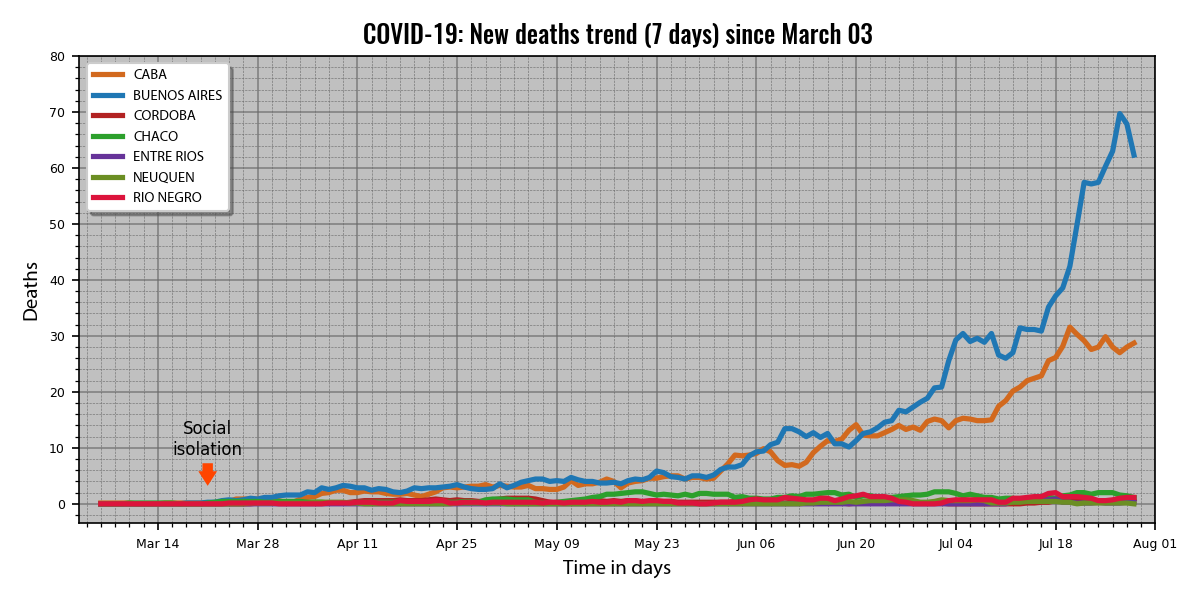 COVID-19: New deaths trend (7 days) since March 03
80
70
60
50
40
30
20
10
0
Deaths
CABA
BUENOS AIRES
CORDOBA
CHACO
ENTRE RIOS
NEUQUEN
RIO NEGRO
Social
isolation
Mar 14 Mar 28 Apr 11 Apr 25 May 09 May 23 Jun 06 Jun 20 Jul 04 Jul 18 Aug 01
Time in days